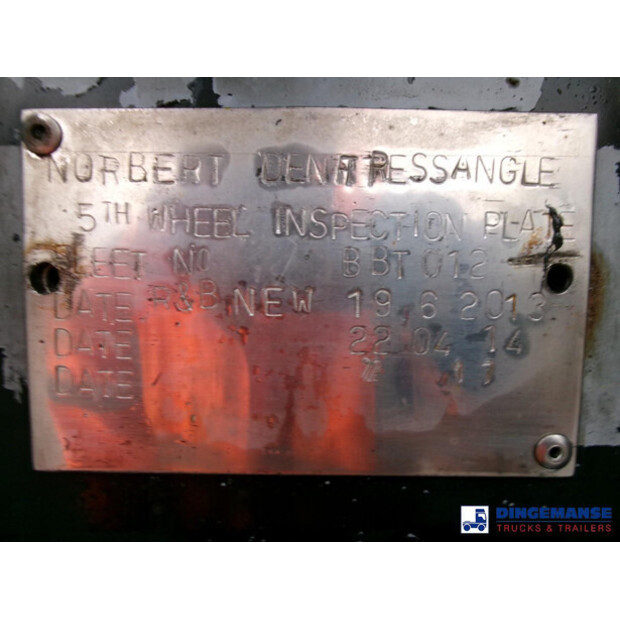 NORBERT DENTRESSANGLE
5TH WHEEL INSPECTION PLATE
FLEET NO BBT 012
DATE P&B NEW 19.6 2013
DATE 22.04 14
DATE
DINGÉMANSE
TRUCKS & TRAILERS